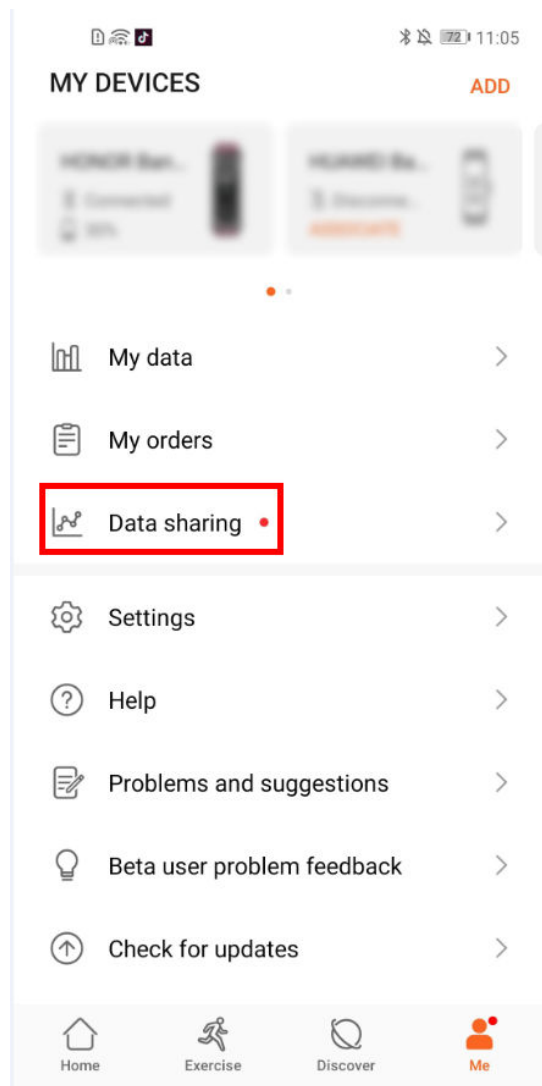 72 11:05
MY DEVICES ADD
My data
My orders
Data sharing
Settings
Help
Problems and suggestions
Beta user problem feedback
Check for updates
Home Exercise Discover Me